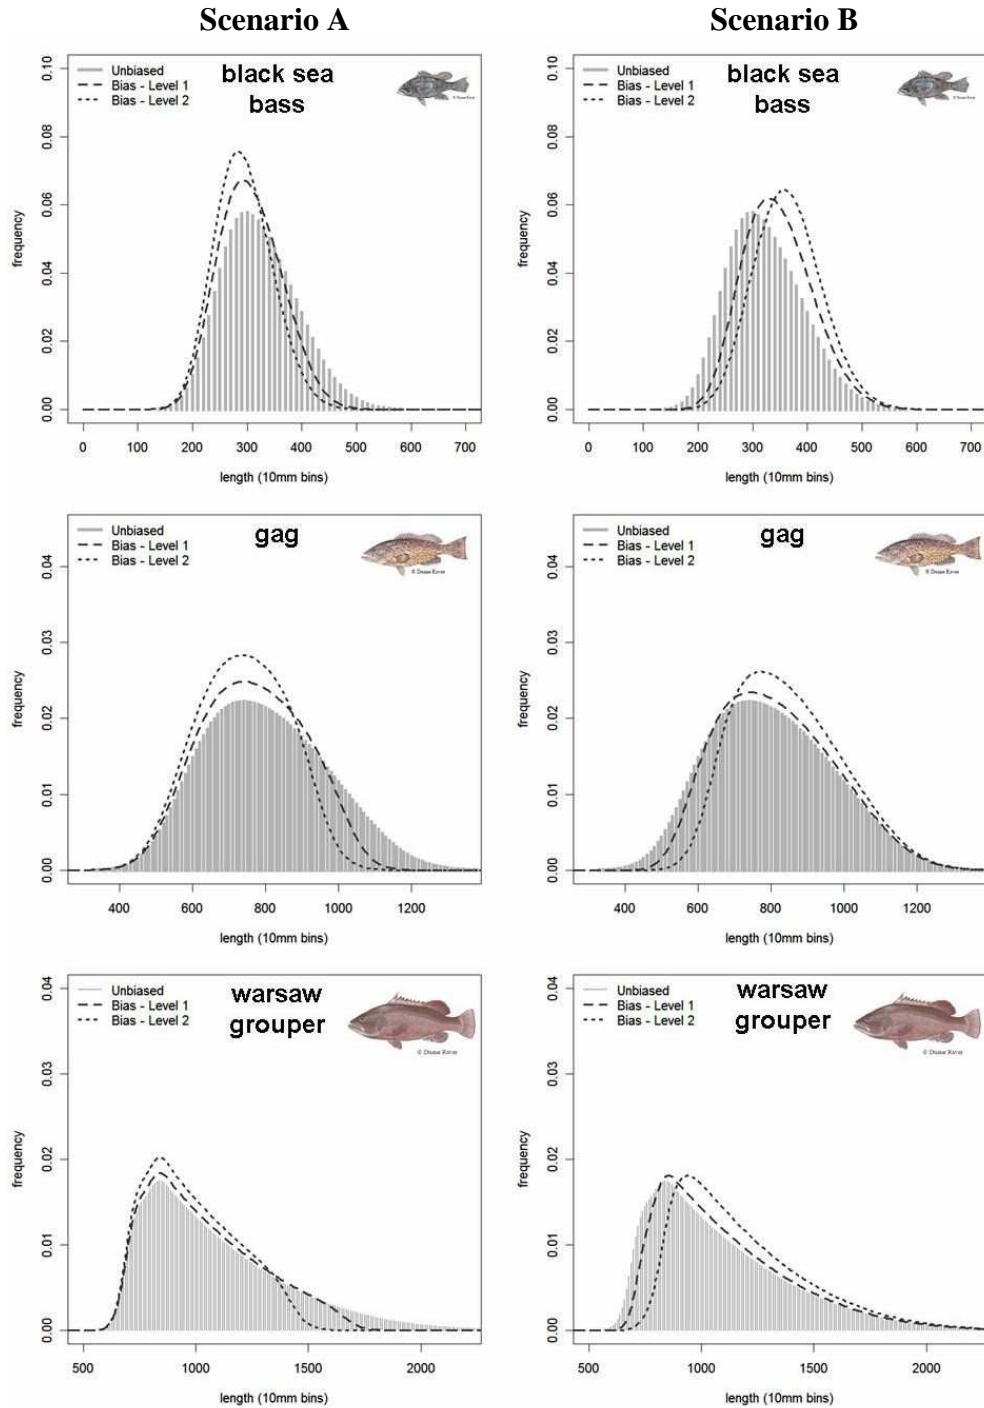 Scenario A
Scenario B
Unbiased
Bias - Level 1
Bias - Level 2
black sea
bass
0.00 0.02 0.04 0.06 0.08 0.10
frequency
0 100 200 300 400 500 600 700
length (10mm bins)
Unbiased
Bias - Level 1
Bias - Level 2
black sea
bass
0.00 0.02 0.04 0.06 0.08 0.10
frequency
0 100 200 300 400 500 600 700
length (10mm bins)
Unbiased
Bias - Level 1
Bias - Level 2
gag
0.00 0.01 0.02 0.03 0.04
frequency
400 600 800 1000 1200
length (10mm bins)
Unbiased
Bias - Level 1
Bias - Level 2
gag
0.00 0.01 0.02 0.03 0.04
frequency
400 600 800 1000 1200
length (10mm bins)
Unbiased
Bias - Level 1
Bias - Level 2
warsaw
grouper
0.00 0.01 0.02 0.03 0.04
frequency
500 1000 1500 2000
length (10mm bins)
Unbiased
Bias - Level 1
Bias - Level 2
warsaw
grouper
0.00 0.01 0.02 0.03 0.04
frequency
500 1000 1500 2000
length (10mm bins)